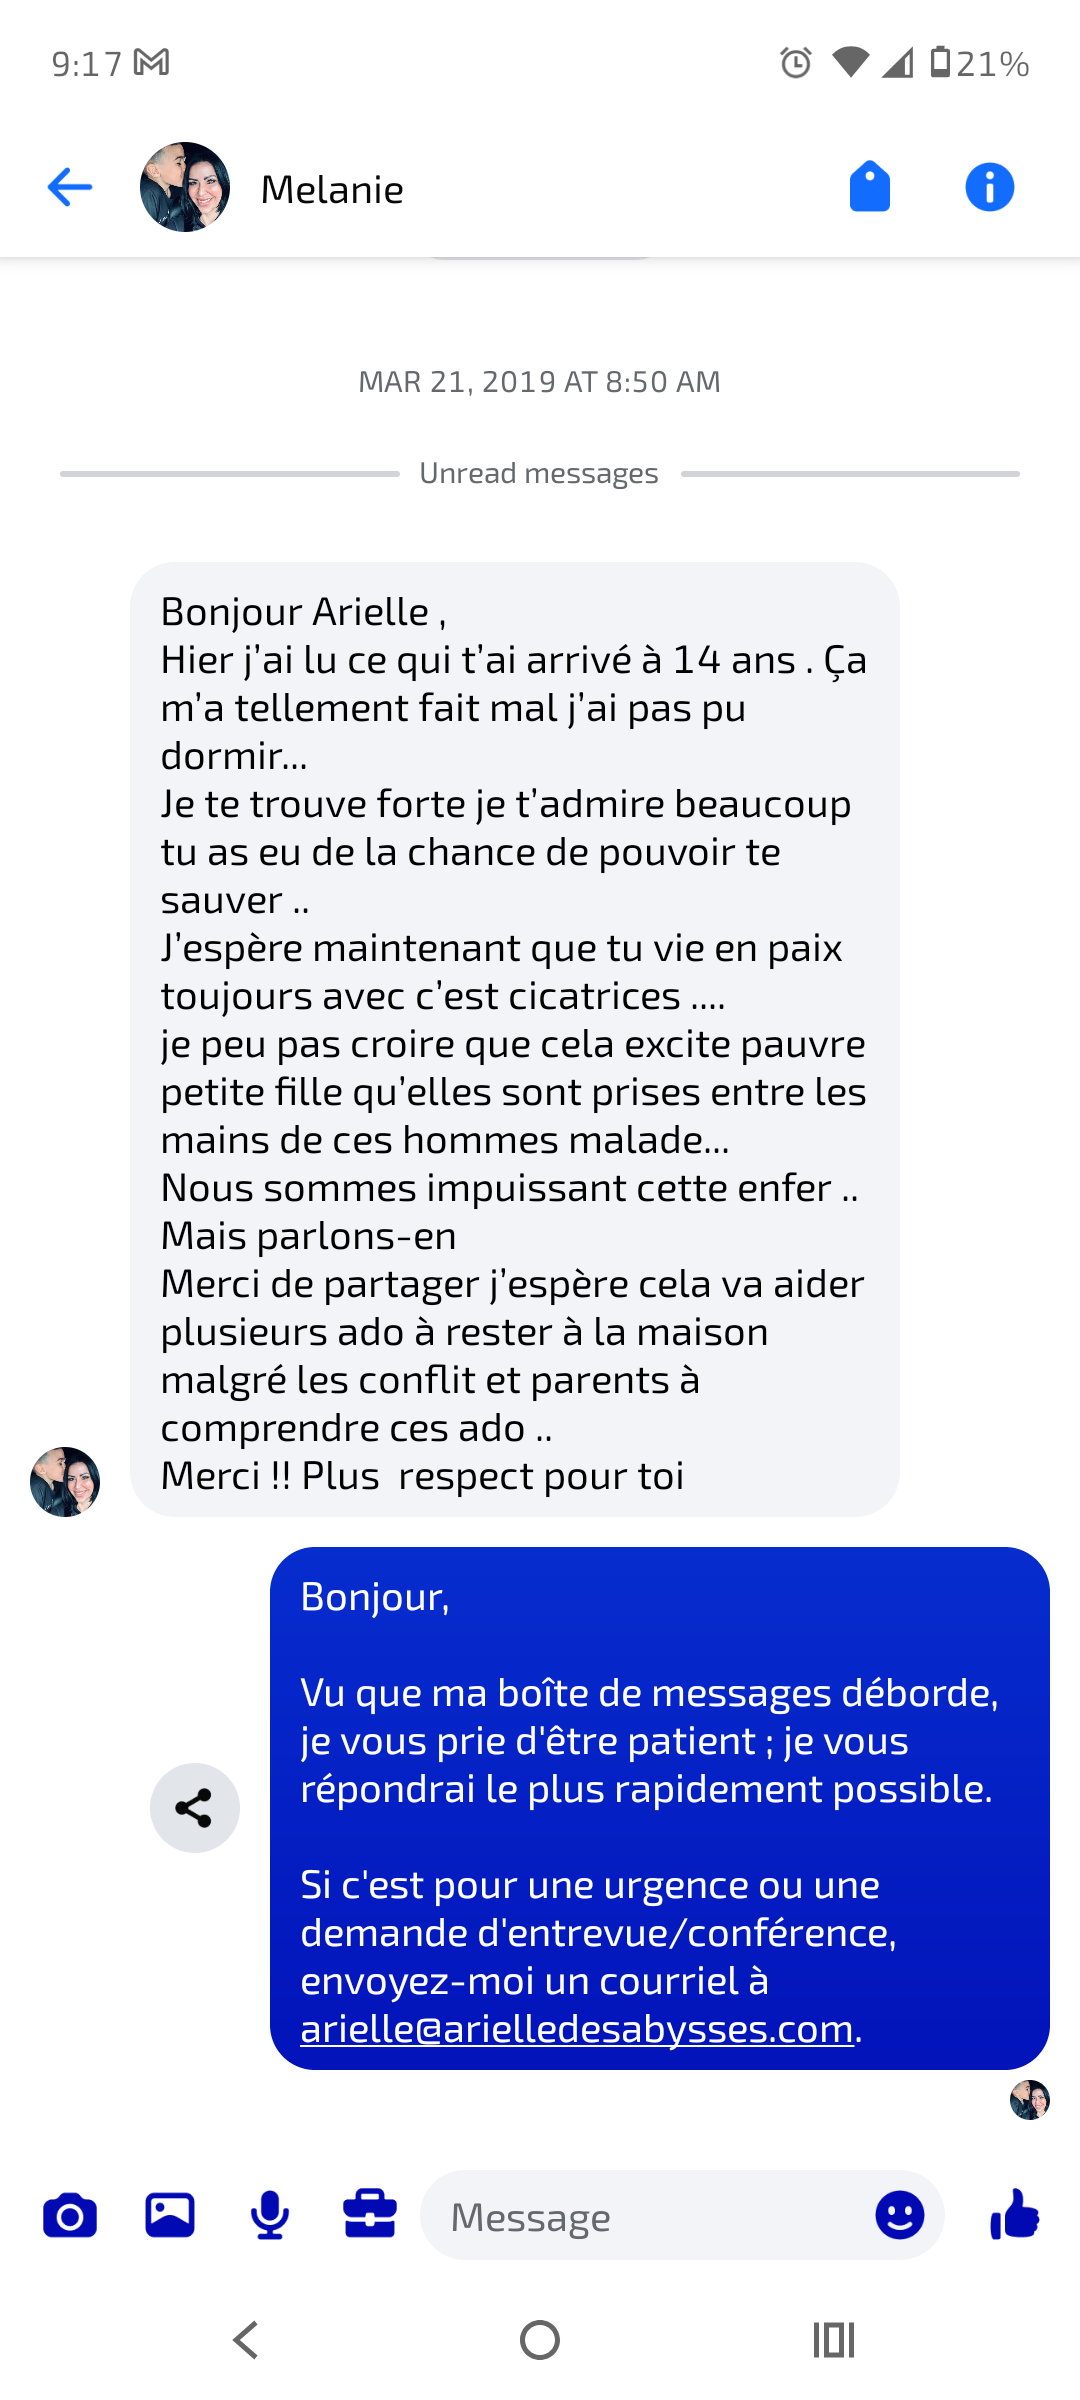 9:17
21%
Melanie
MAR 21, 2019 AT 8:50 AM
Unread messages
Bonjour Arielle ,
Hier j’ai lu ce qui t’ai arrivé à 14 ans . Ça
m’a tellement fait mal j’ai pas pu
dormir...
Je te trouve forte je t’admire beaucoup
tu as eu de la chance de pouvoir te
sauver ..
J’espère maintenant que tu vie en paix
toujours avec c’est cicatrices ....
je peu pas croire que cela excite pauvre
petite fille qu’elles sont prises entre les
mains de ces hommes malade...
Nous sommes impuissant cette enfer ..
Mais parlons-en
Merci de partager j’espère cela va aider
plusieurs ado à rester à la maison
malgré les conflit et parents à
comprendre ces ado ..
Merci !! Plus  respect pour toi
Bonjour,
Vu que ma boîte de messages déborde,
je vous prie d'être patient ; je vous
répondrai le plus rapidement possible.
Si c'est pour une urgence ou une
demande d'entrevue/conférence,
envoyez-moi un courriel à
arielle@arielledesabysses.com.
Message